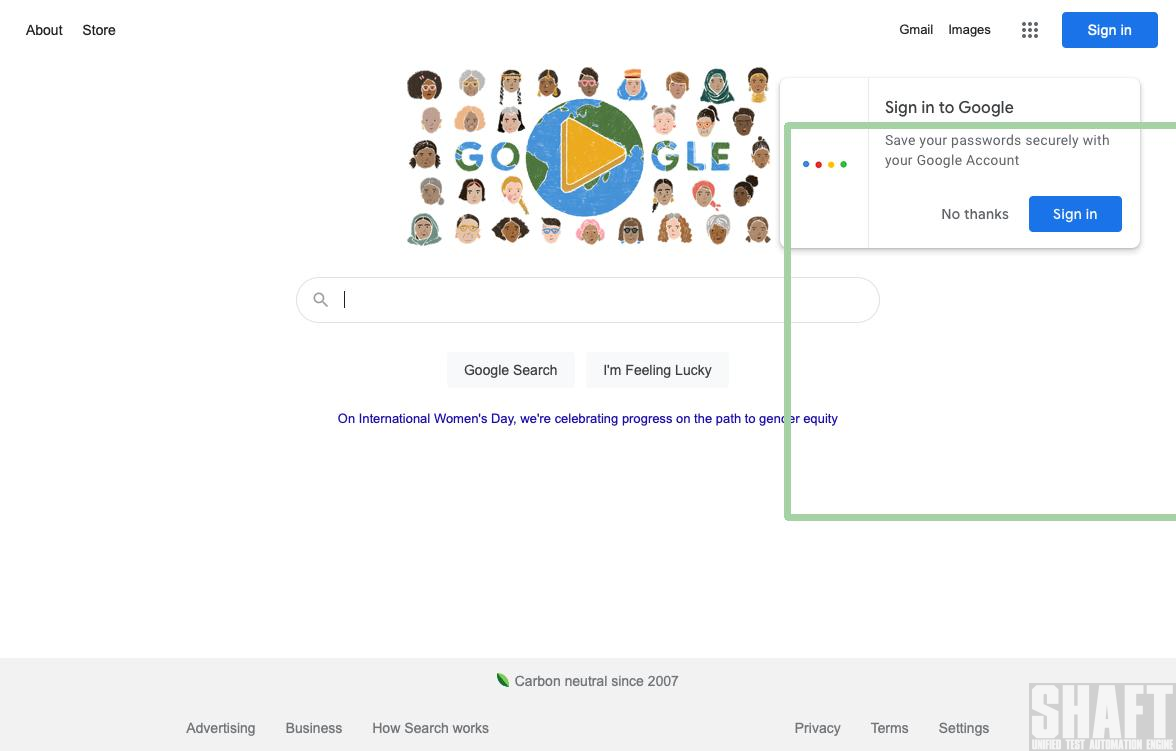 About Store
Gmail Images
Sign in
GO GLE
Sign in to Google
Save your passwords securely with
your Google Account
No thanks Sign in
Google Search I'm Feeling Lucky
On International Women's Day, we're celebrating progress on the path to gender equity
Carbon neutral since 2007
Advertising Business How Search works Privacy Terms Settings
SHAFT
UNIFIED TEST AUTOMATION ENGINE